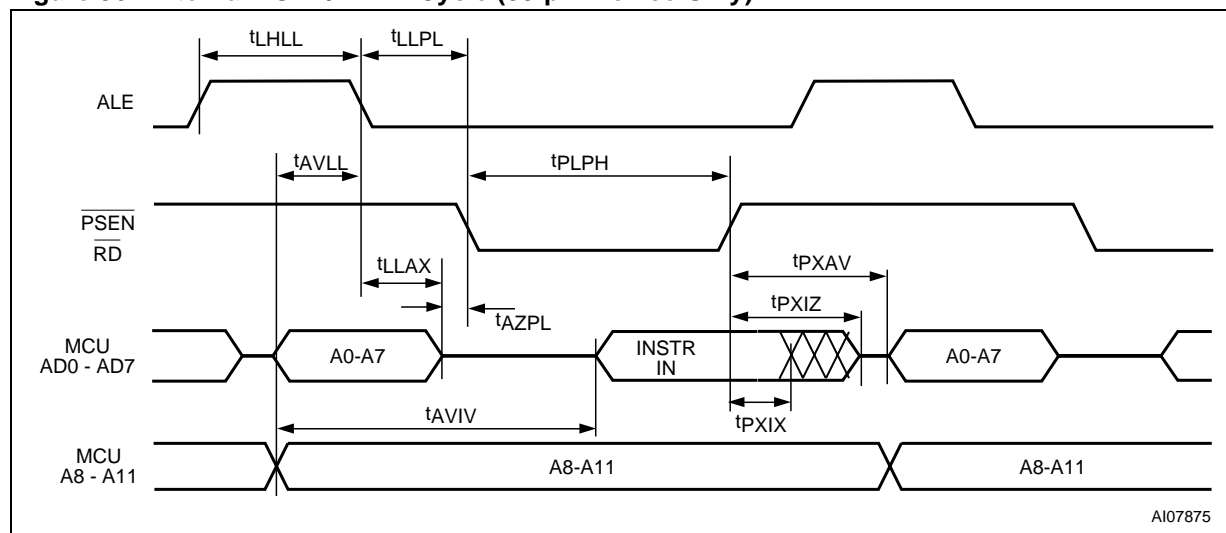 tLHLL
tLLPL
ALE
tAVLL
tPLPH
PSEN
RD
tLLAX
tPXAV
tAZPL
tPXIZ
MCU
AD0 - AD7
A0-A7
INSTR
IN
A0-A7
tAVIV
tPXIX
MCU
A8 - A11
A8-A11
A8-A11
AI07875